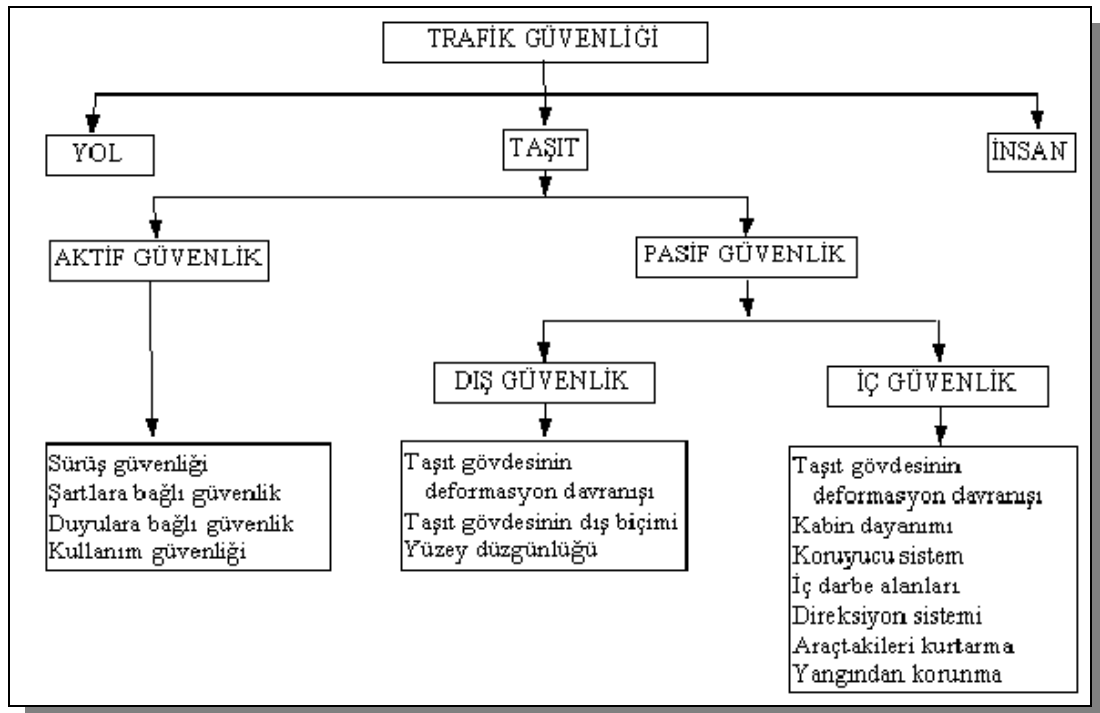 TRAFİK GÜVENLİĞİ
YOL
TAŞIT
İNSAN
AKTİF GÜVENLİK
PASİF GÜVENLİK
DIŞ GÜVENLİK
İÇ GÜVENLİK
Sürüş güvenliği
Şartlara bağlı güvenlik
Duyulara bağlı güvenlik
Kullanım güvenliği
Taşıt gövdesinin
deformasyon davranışı
Taşıt gövdesinin dış biçimi
Yüzey düzgünlüğü
Taşıt gövdesinin
deformasyon davranışı
Kabin dayanımı
Koruyucu sistem
İç darbe alanları
Direksiyon sistemi
Araçtakileri kurtarma
Yangından korunma